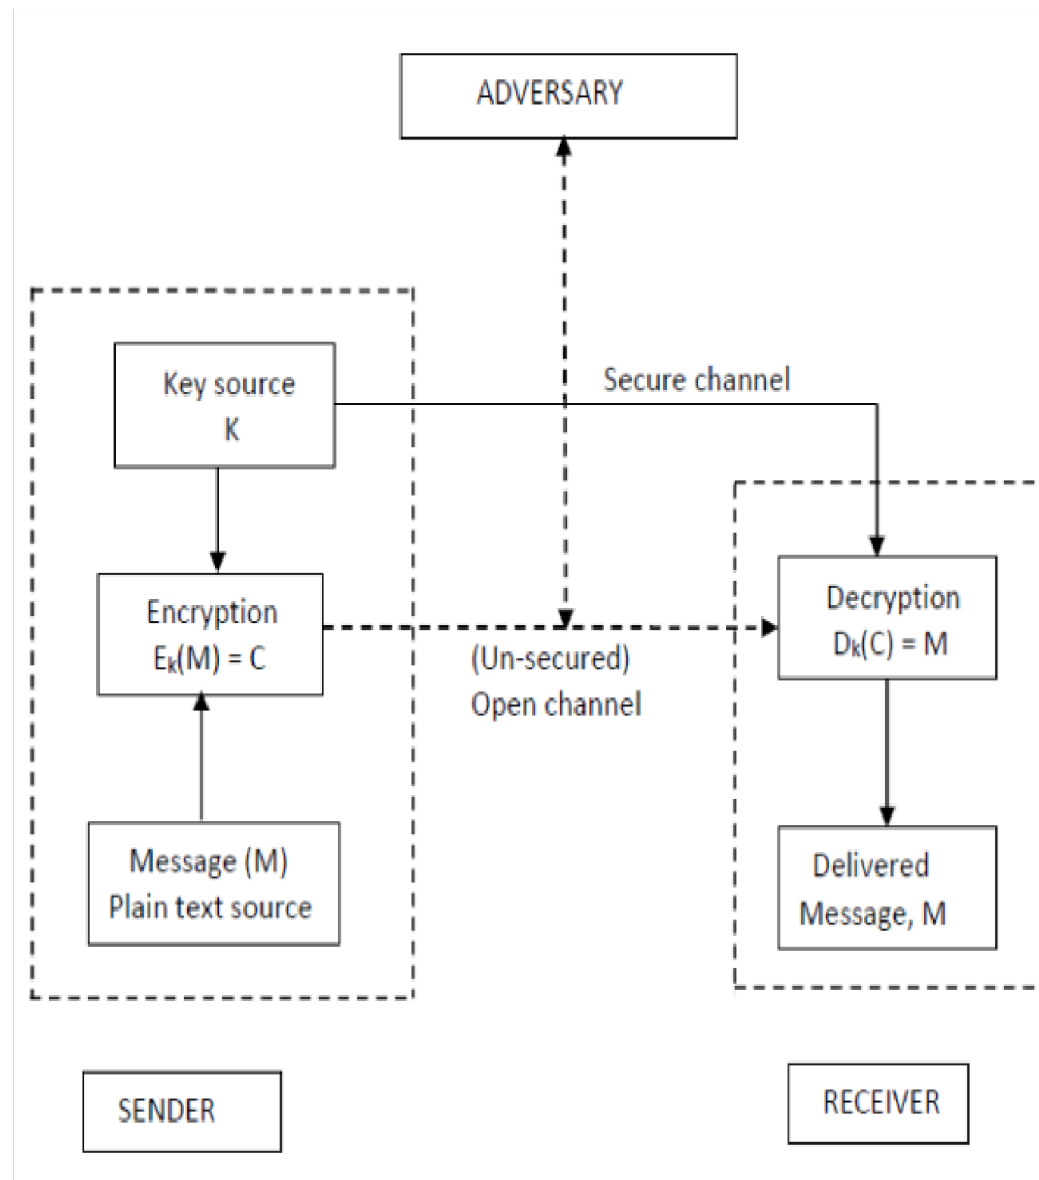 ADVERSARY
Key source
K
Secure channel
Encryption
Eₖ(M) = C
(Un-secured)
Open channel
Decryption
Dₖ(C) = M
Message (M)
Plain text source
Delivered
Message, M
SENDER
RECEIVER